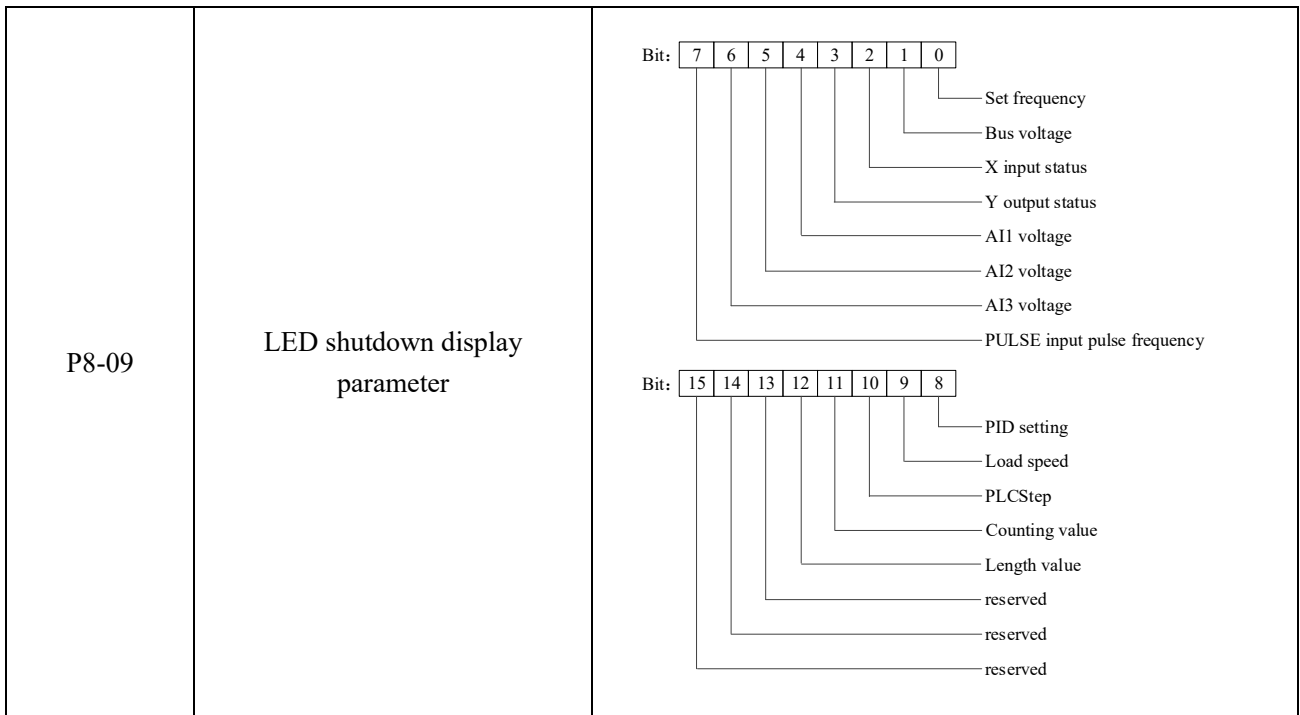 P8-09
LED shutdown display
parameter
Bit: 7 6 5 4 3 2 1 0
Set frequency
Bus voltage
X input status
Y output status
AI1 voltage
AI2 voltage
AI3 voltage
PULSE input pulse frequency
Bit: 15 14 13 12 11 10 9 8
PID setting
Load speed
PLCStep
Counting value
Length value
reserved
reserved
reserved